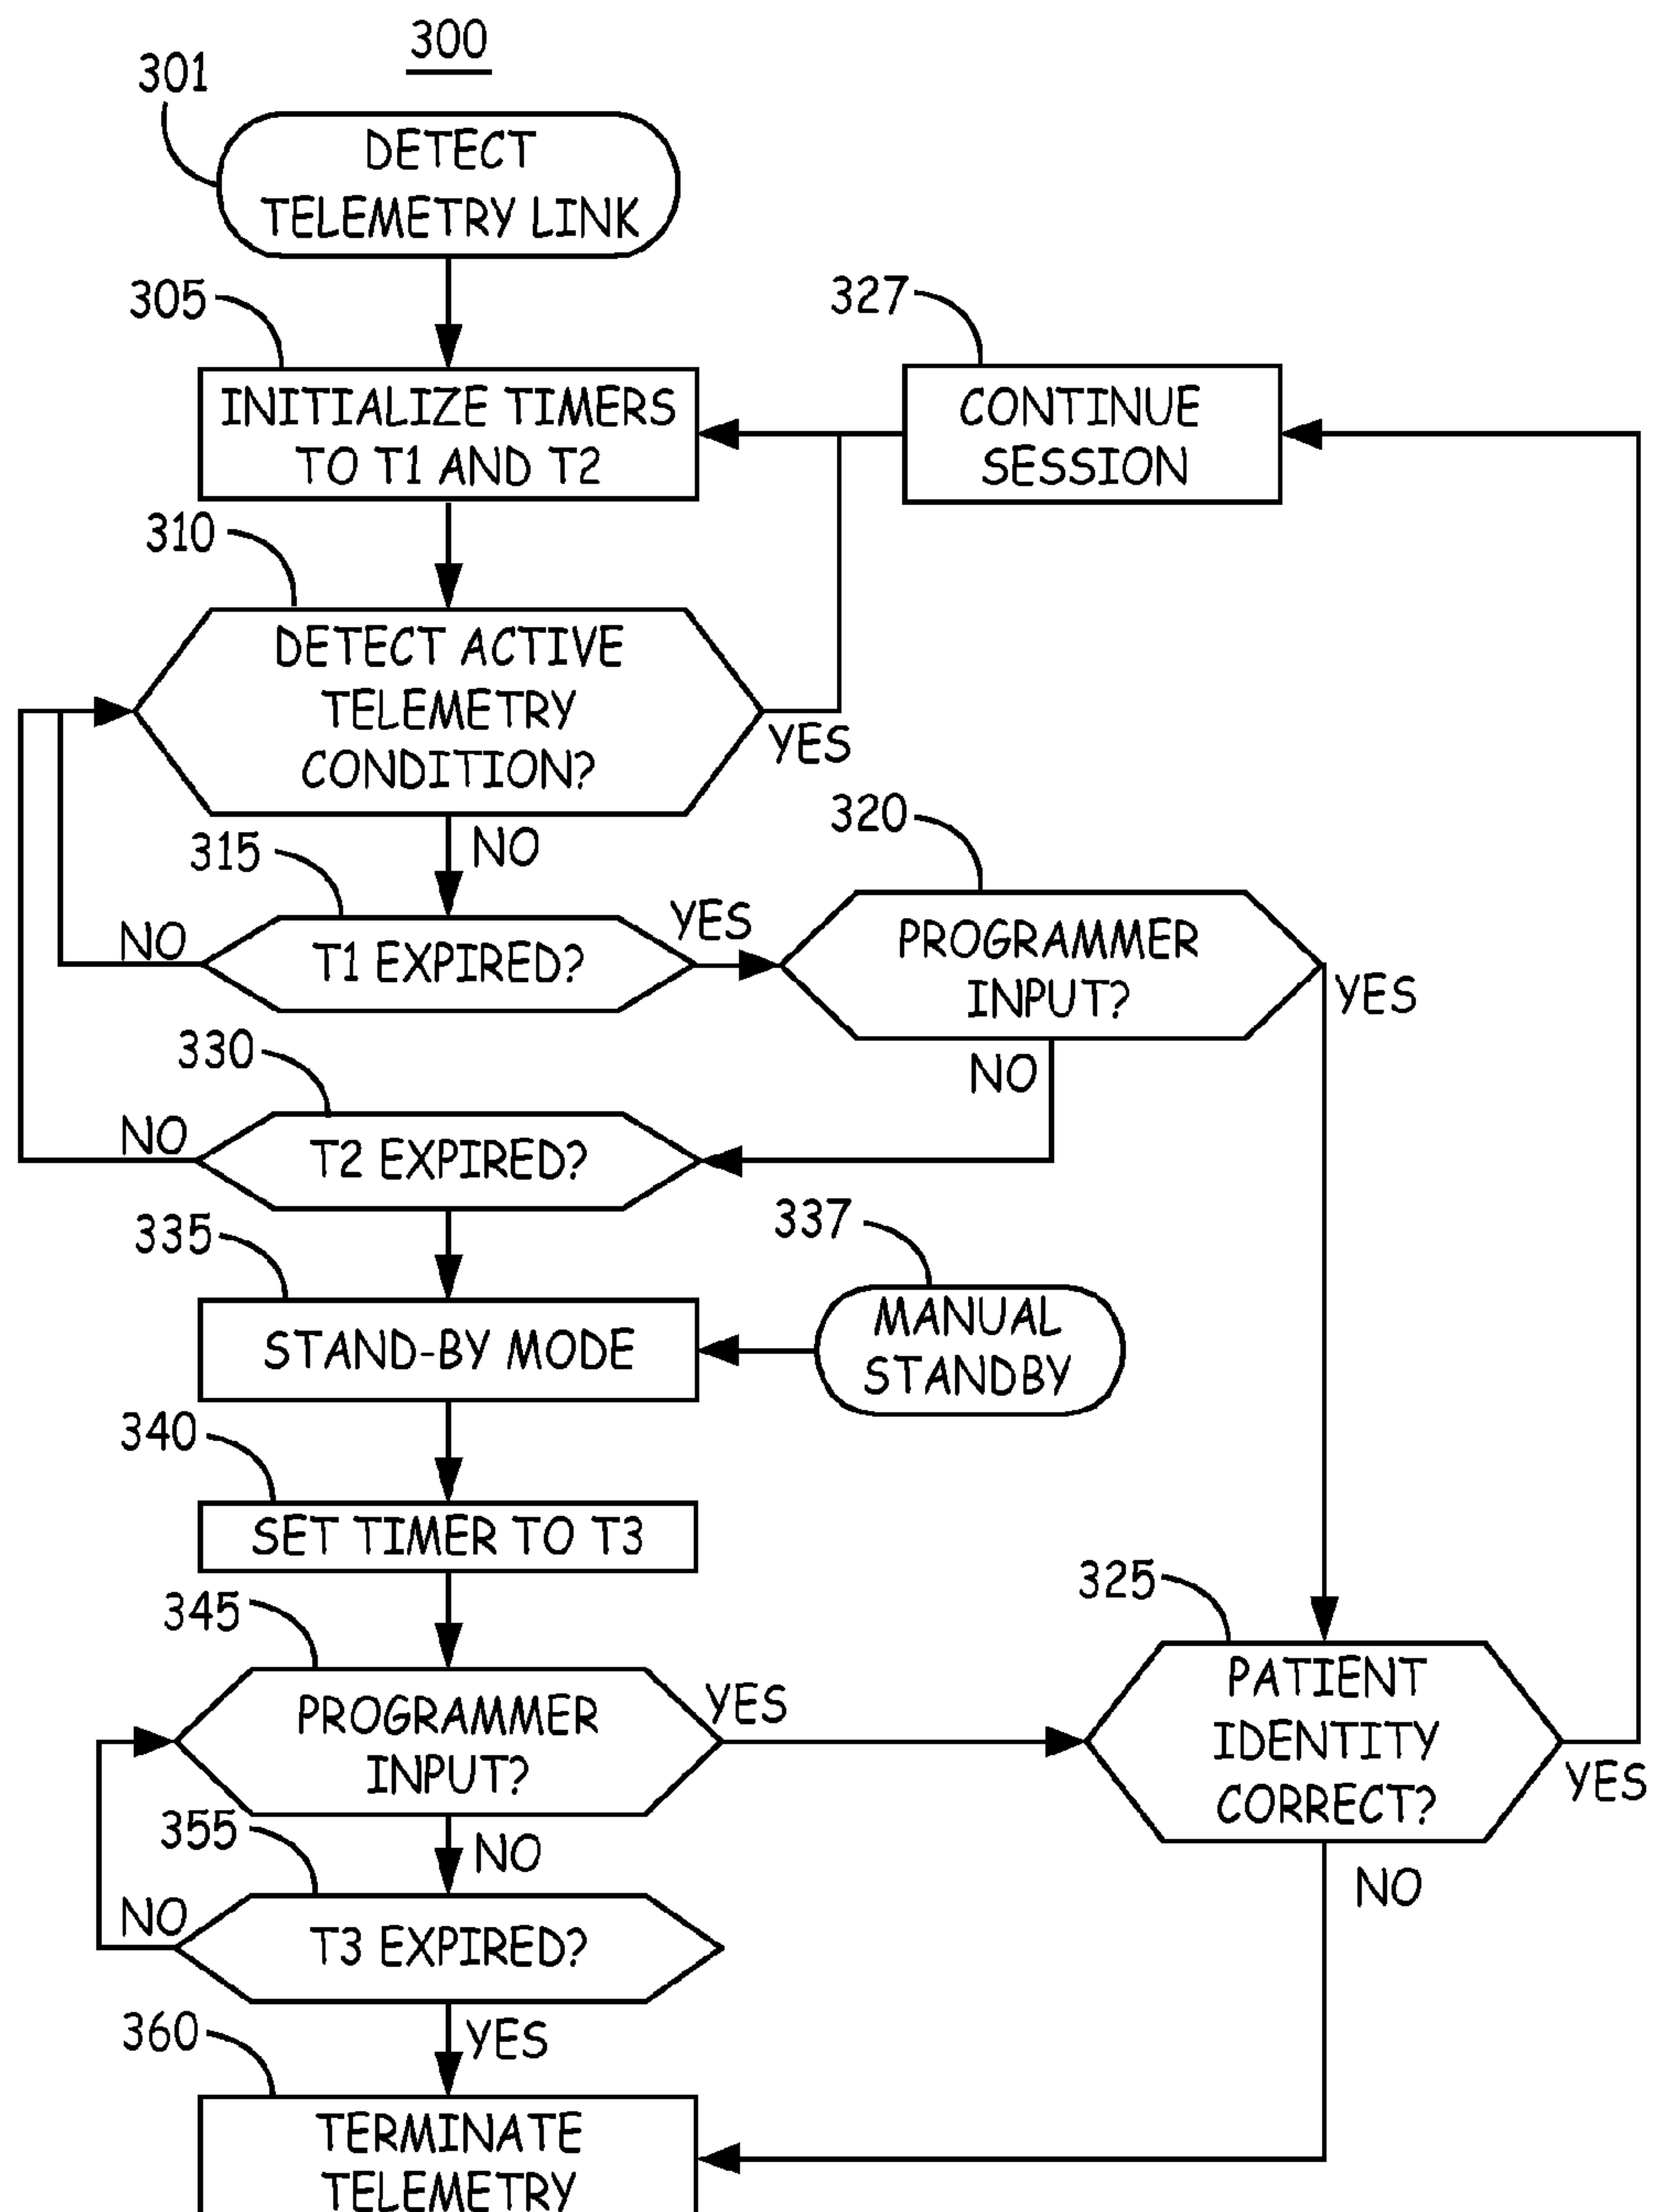 300
301
DETECT
TELEMETRY LINK
305
327
INITIALIZE TIMERS
TO T1 AND T2
CONTINUE
SESSION
310
DETECT ACTIVE
TELEMETRY
CONDITION?
YES
NO
315
320
NO
T1 EXPIRED?
YES
PROGRAMMER
INPUT?
YES
NO
330
NO
T2 EXPIRED?
335
337
STAND-BY MODE
MANUAL
STANDBY
340
SET TIMER TO T3
345
325
PROGRAMMER
INPUT?
YES
PATIENT
IDENTITY
CORRECT?
YES
NO
355
NO
NO
T3 EXPIRED?
360
YES
TERMINATE
TELEMETRY